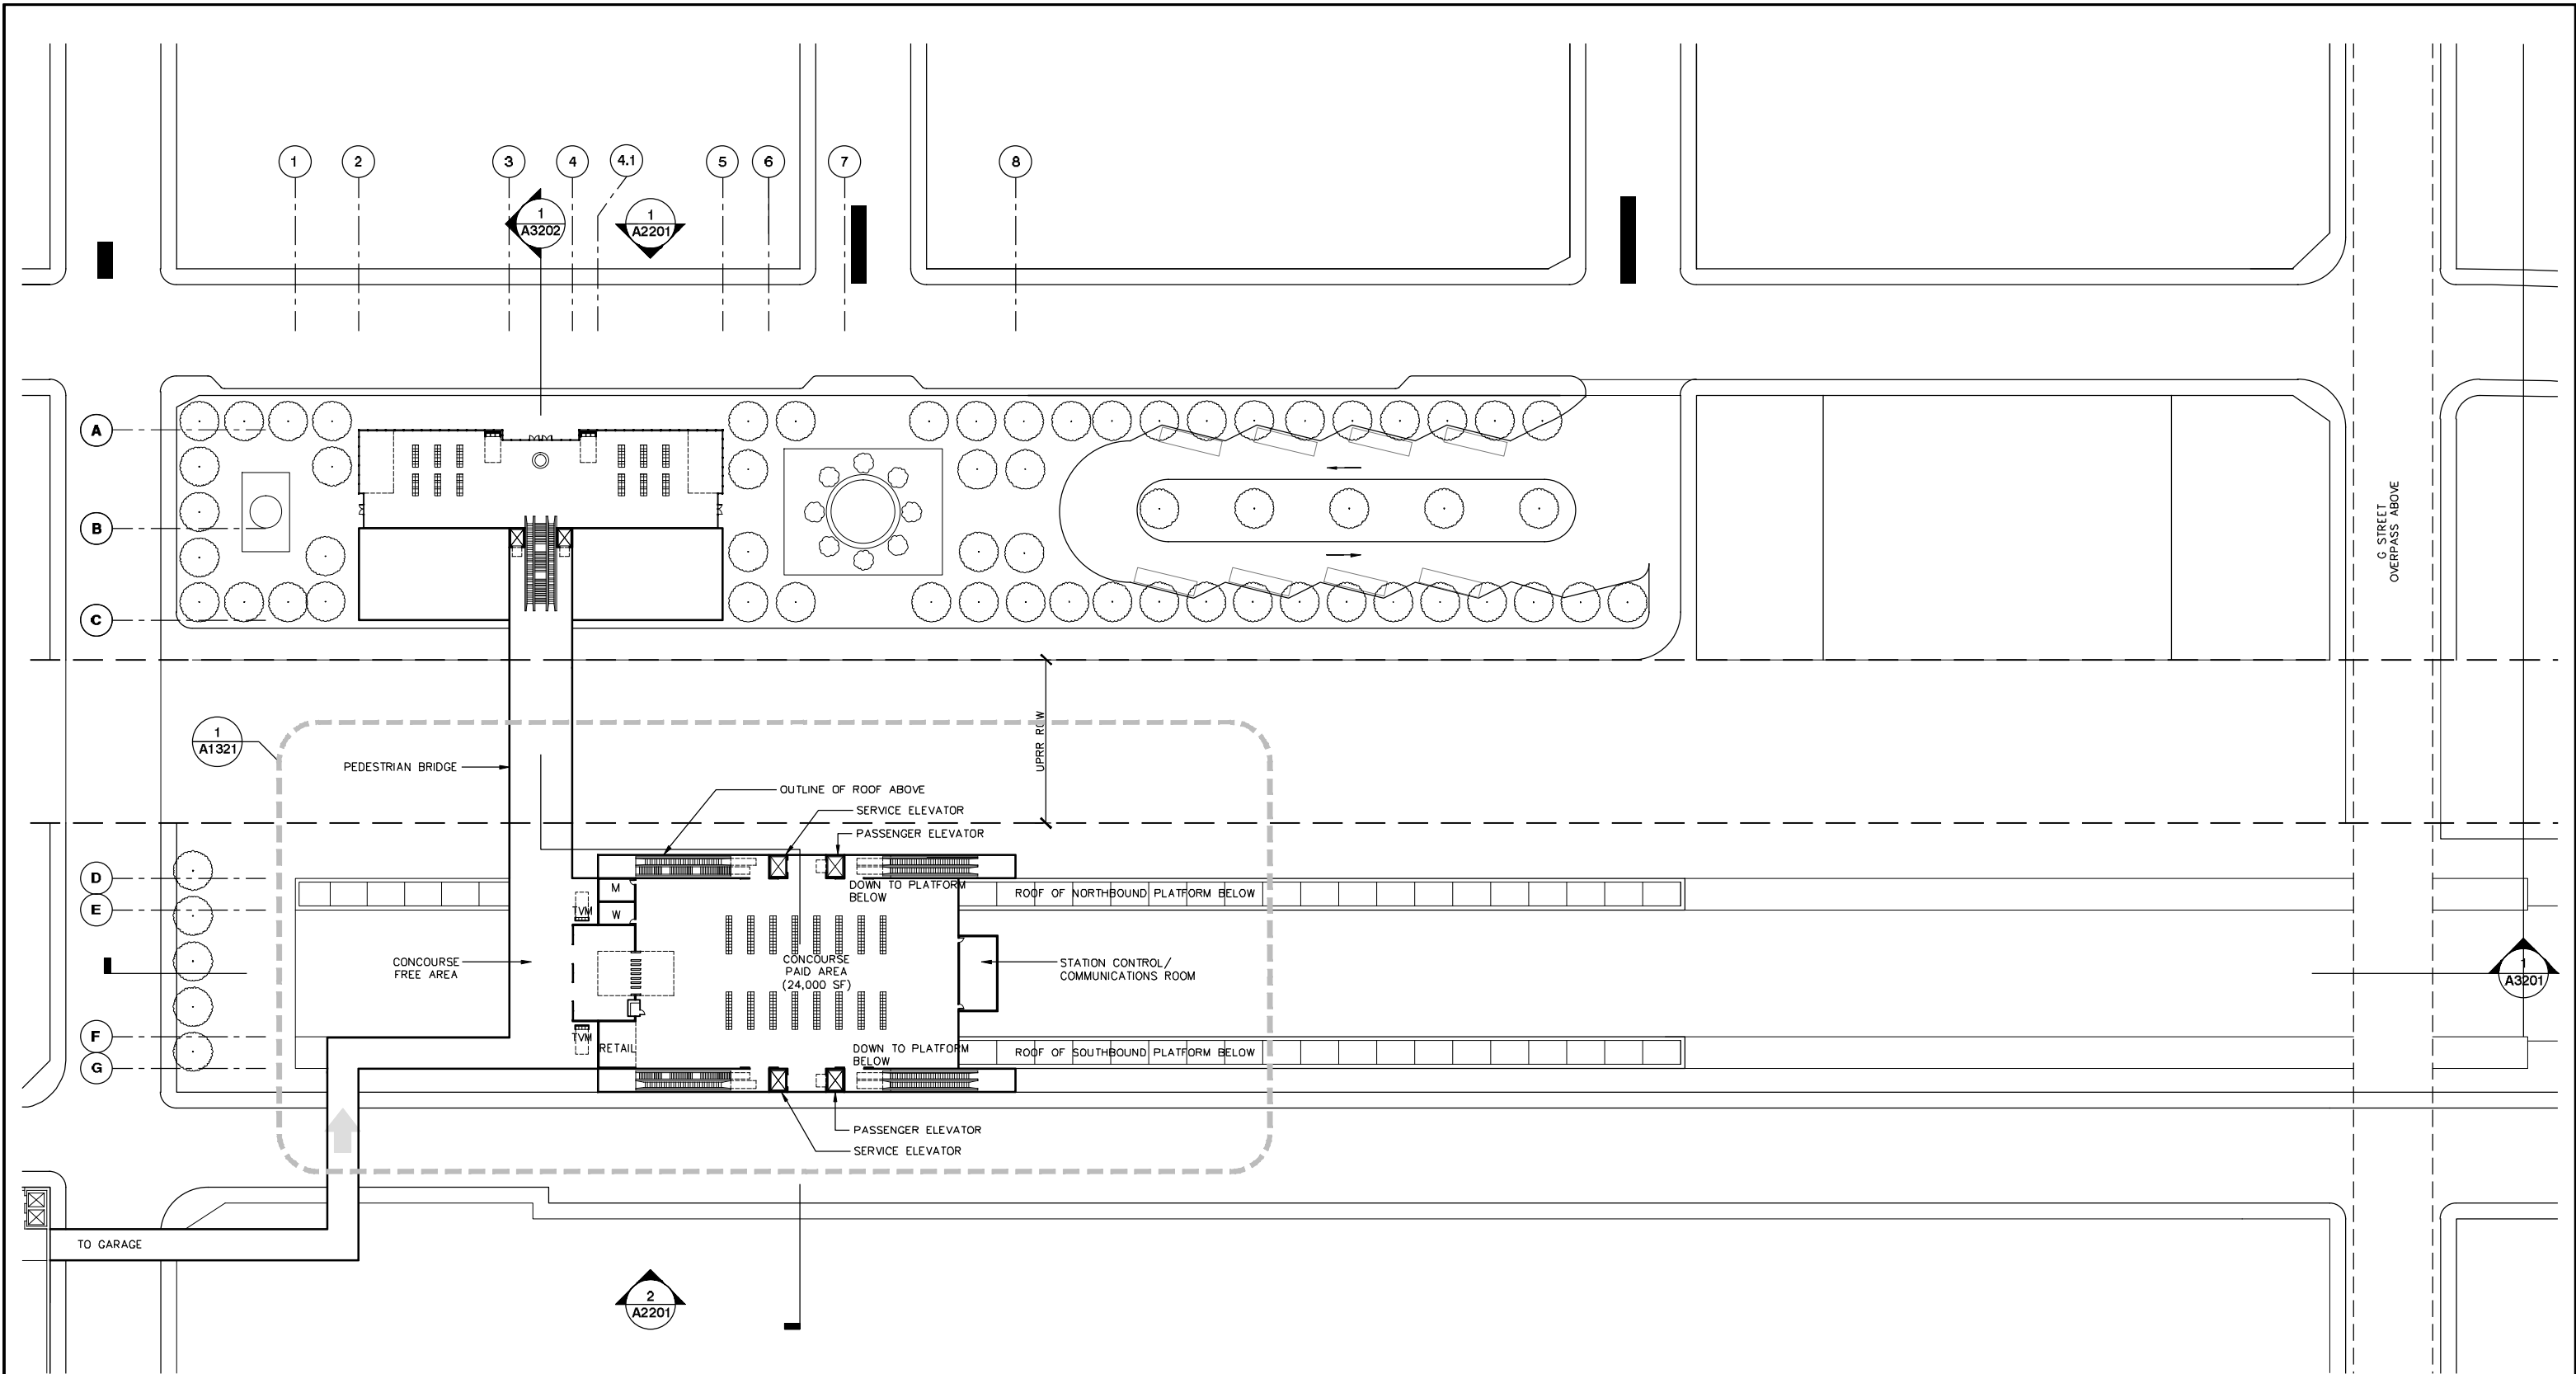 1
2
3
4
4.1
5
6
7
8
1
A3202
1
A2201
A
B
C
G STREET
OVERPASS ABOVE
UPRR ROW
1
A1321
PEDESTRIAN BRIDGE
OUTLINE OF ROOF ABOVE
SERVICE ELEVATOR
PASSENGER ELEVATOR
D
E
M
W
TVM
DOWN TO PLATFORM
BELOW
ROOF OF NORTHBOUND PLATFORM BELOW
CONCOURSE
FREE AREA
CONCOURSE
PAID AREA
(24,000 SF)
STATION CONTROL/
COMMUNICATIONS ROOM
1
A3201
F
G
TVM
RETAIL
DOWN TO PLATFORM
BELOW
ROOF OF SOUTHBOUND PLATFORM BELOW
PASSENGER ELEVATOR
SERVICE ELEVATOR
TO GARAGE
2
A2201